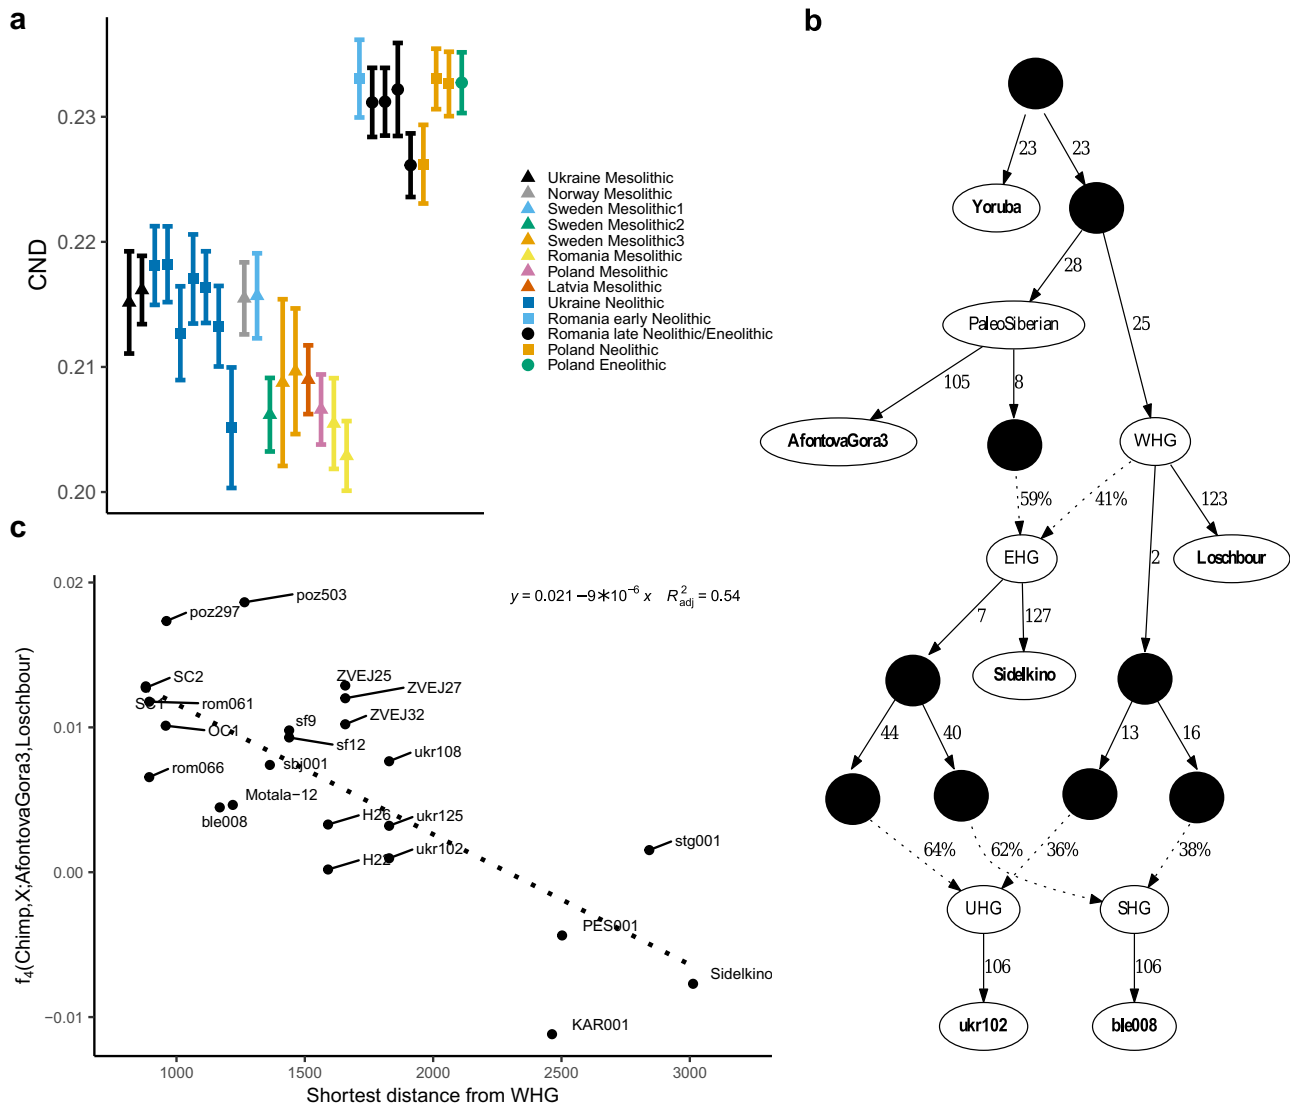 a
CND
0.23
0.22
0.21
0.20
Ukraine Mesolithic
Norway Mesolithic
Sweden Mesolithic1
Sweden Mesolithic2
Sweden Mesolithic3
Romania Mesolithic
Poland Mesolithic
Latvia Mesolithic
Ukraine Neolithic
Romania early Neolithic
Romania late Neolithic/Eneolithic
Poland Neolithic
Poland Eneolithic
b
23
23
Yoruba
28
25
PaleoSiberian
105
8
AfontovaGora3
WHG
59%
41%
123
EHG
2
Loschbour
7
127
Sidelkino
44
40
13
16
64%
62%
36%
38%
UHG
SHG
106
106
ukr102
ble008
c
f4(Chimp,X;AfontovaGora3,Loschbour)
0.02
0.01
0.00
−0.01
y = 0.021 −9∗10−6 x R2adj = 0.54
poz297
poz503
SC2
SC1
rom061
OC1
rom066
ZVEJ25
ZVEJ27
ZVEJ32
sf9
sf12
sbj001
ukr108
Motala−12
ble008
H26
ukr125
H22
ukr102
stg001
PES001
Sidelkino
KAR001
1000
1500
2000
2500
3000
Shortest distance from WHG